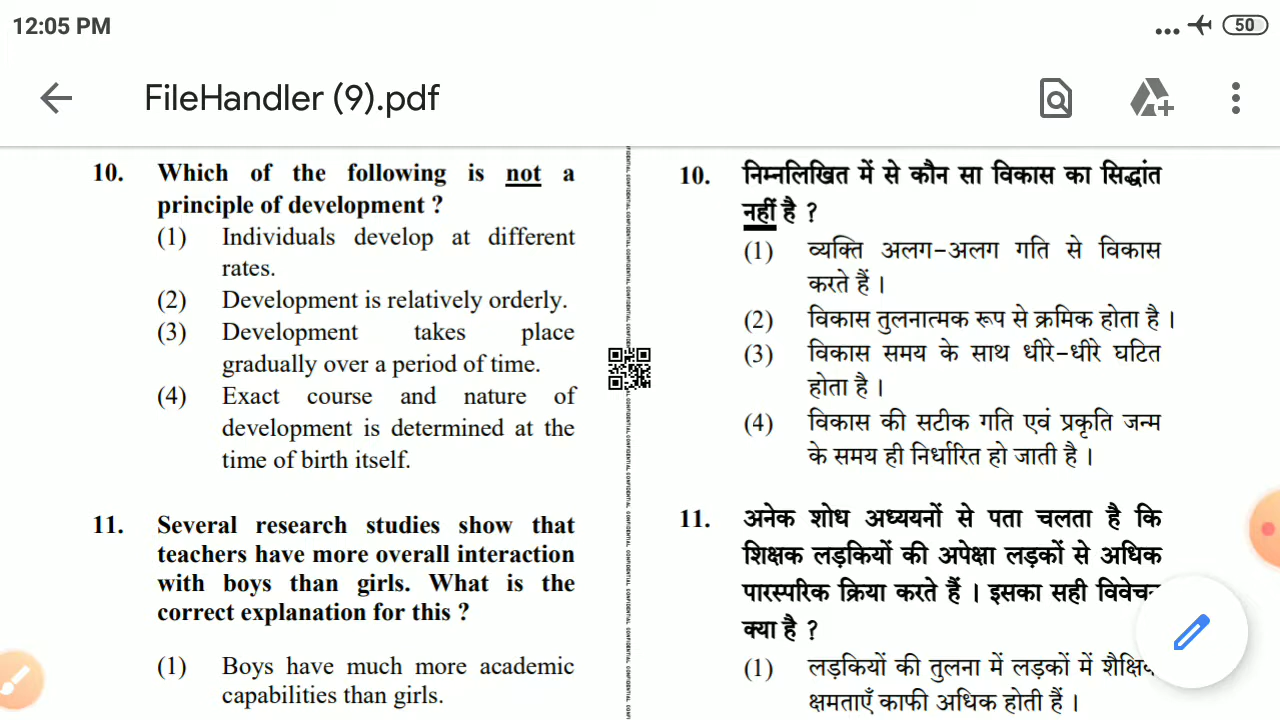 12:05 PM
50
FileHandler (9).pdf
10. Which of the following is not a
principle of development ?
(1) Individuals develop at different
rates.
(2) Development is relatively orderly.
(3) Development takes place
gradually over a period of time.
(4) Exact course and nature of
development is determined at the
time of birth itself.
11. Several research studies show that
teachers have more overall interaction
with boys than girls. What is the
correct explanation for this ?
(1) Boys have much more academic
capabilities than girls.
10. निम्नलिखित में से कौन सा विकास का सिद्धांत
नहीं है ?
(1) व्यक्ति अलग-अलग गति से विकास
करते हैं ।
(2) विकास तुलनात्मक रूप से क्रमिक होता है ।
(3) विकास समय के साथ धीरे-धीरे घटित
होता है ।
(4) विकास की सटीक गति एवं प्रकृति जन्म
के समय ही निर्धारित हो जाती है ।
11. अनेक शोध अध्ययनों से पता चलता है कि
शिक्षक लड़कियों की अपेक्षा लड़कों से अधिक
पारस्परिक क्रिया करते हैं । इसका सही
क्या है ?
(1) लड़कियों की तुलना में लड़कों में
क्षमताएँ काफी अधिक होती हैं ।